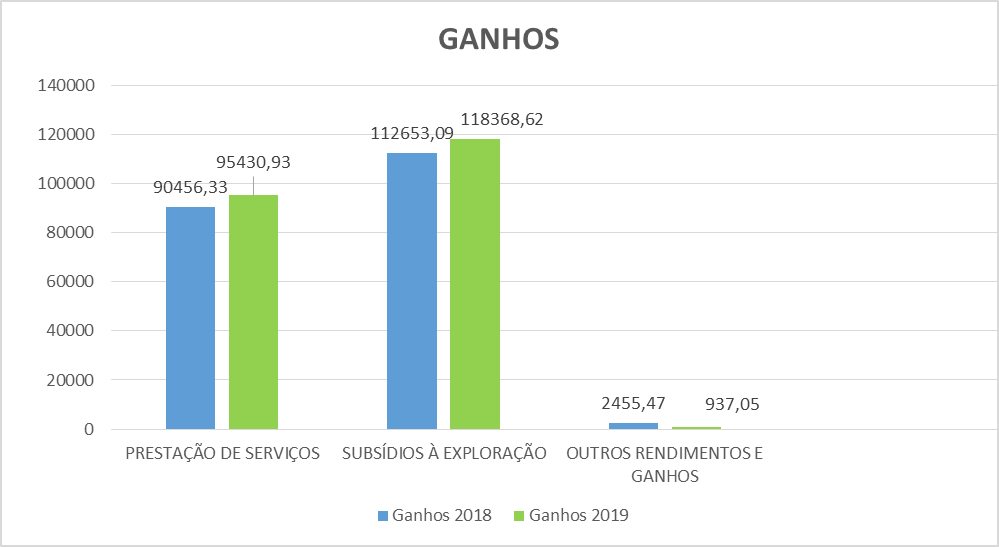 GANHOS
140000
120000
100000
80000
60000
40000
20000
0
90456,33
95430,93
112653,09
118368,62
2455,47
937,05
PRESTAÇÃO DE SERVIÇOS
SUBSÍDIOS À EXPLORAÇÃO
OUTROS RENDIMENTOS E
GANHOS
Ganhos 2018
Ganhos 2019